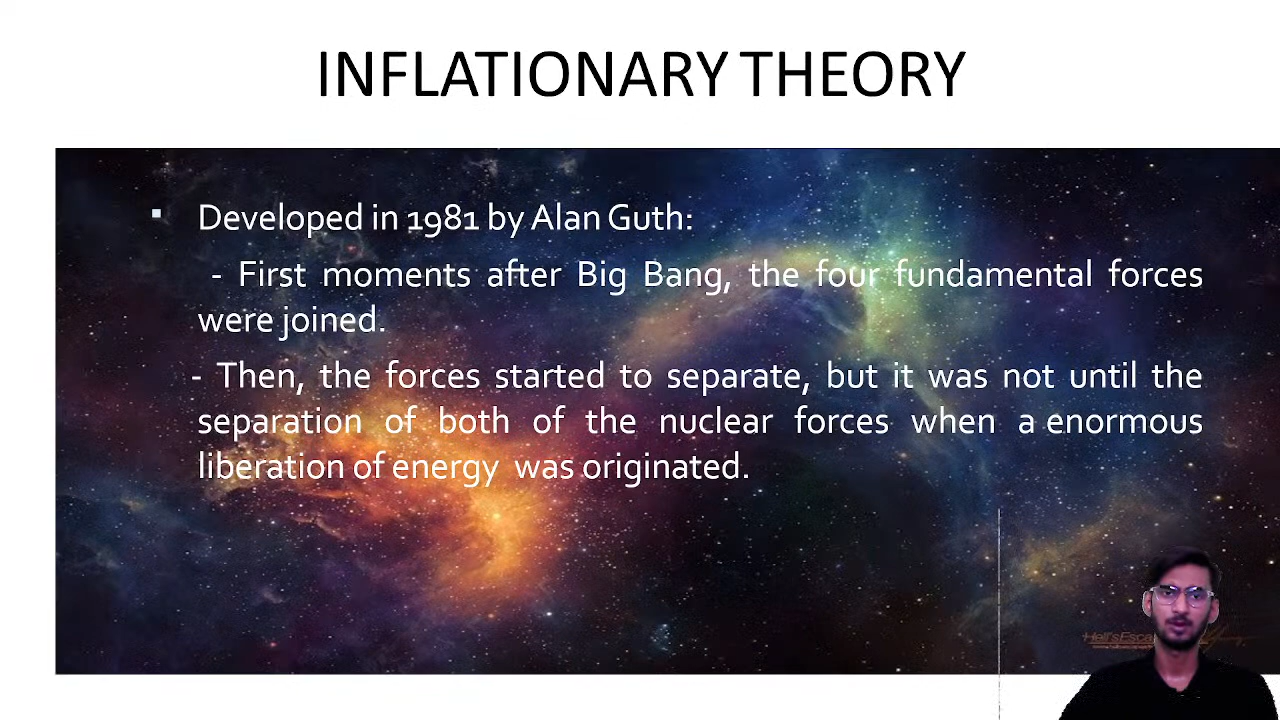 INFLATIONARY THEORY
▪ Developed in 1981 by Alan Guth:
- First moments after Big Bang, the four fundamental forces
were joined.
- Then, the forces started to separate, but it was not until the
separation of both of the nuclear forces when a enormous
liberation of energy was originated.